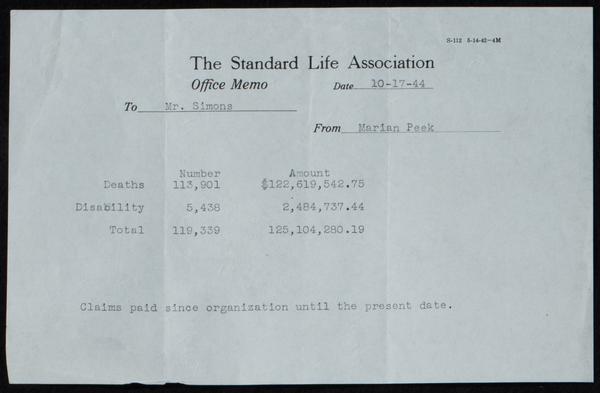 S-112 5-14-42-4M
The Standard Life Association
Office Memo Date 10-17-44
To Mr. Simons
From Marian Peek
Number Amount
Deaths 113,901 $122,619,542.75
Disability 5,438 2,484,737.44
Total 119,339 125,104,280.19
Claims paid since organization until the present date.